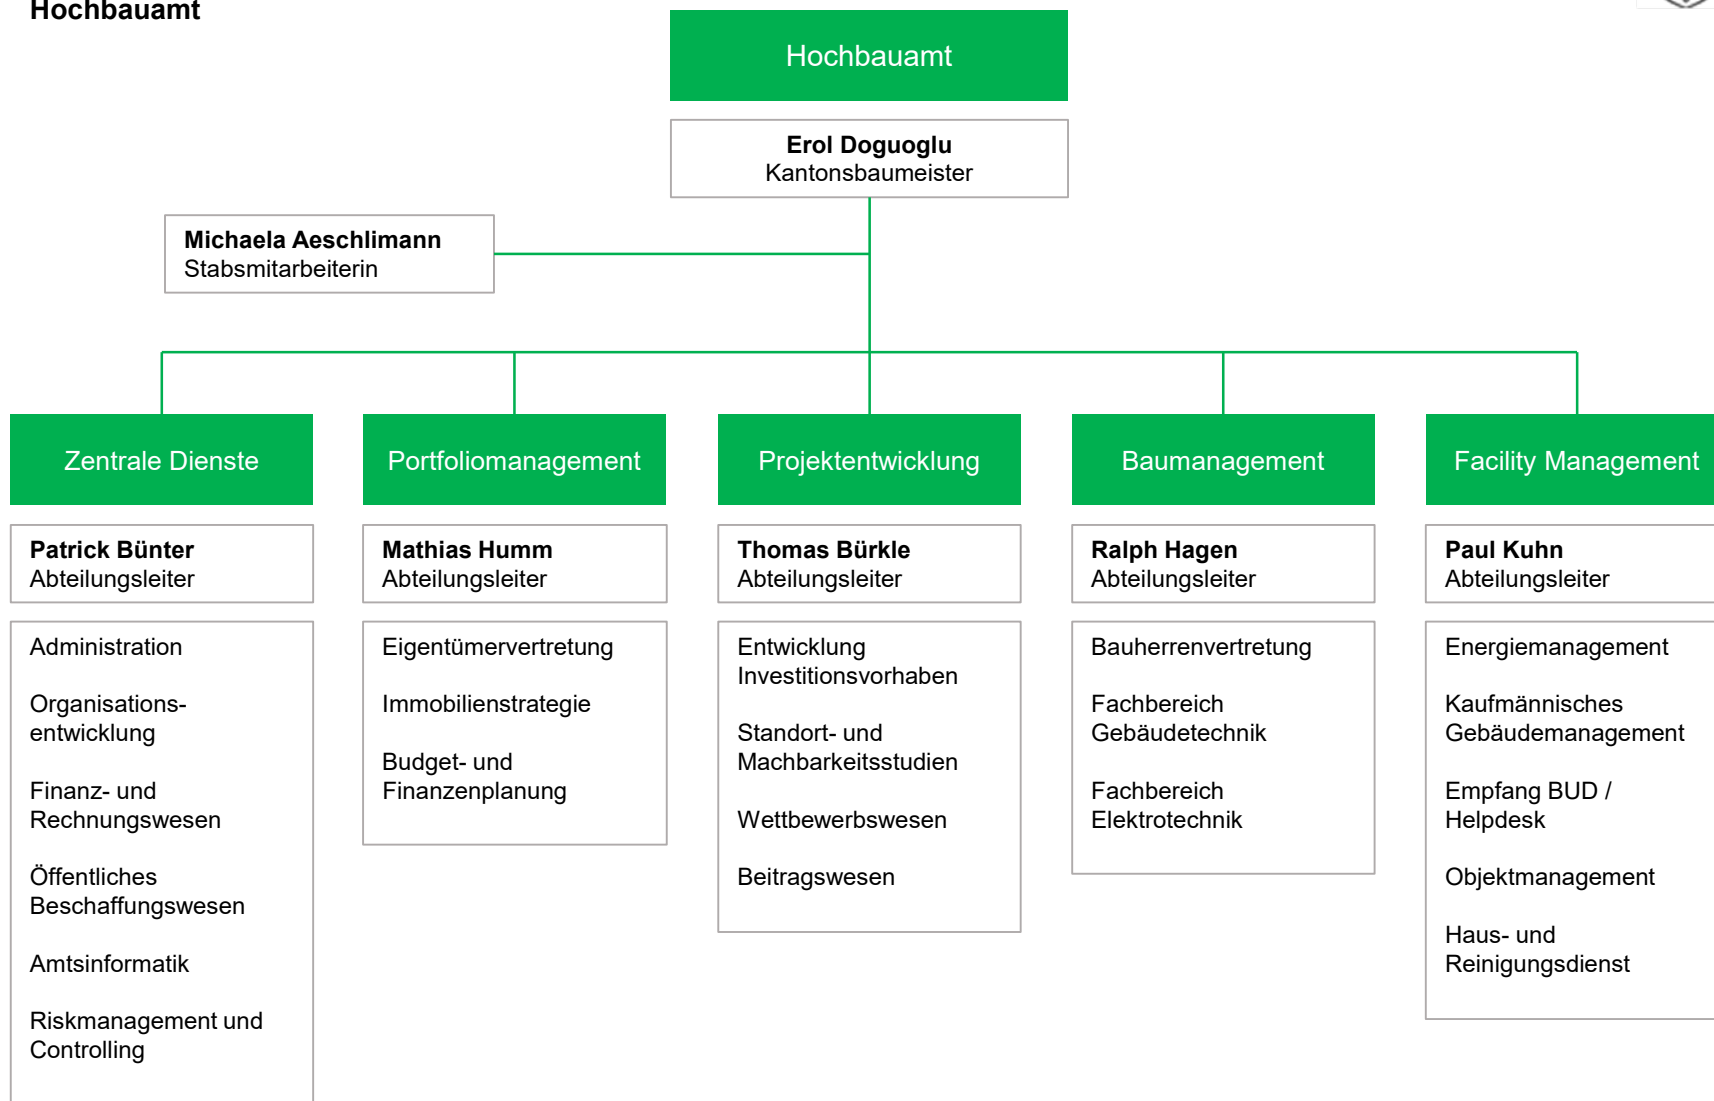 Hochbauamt
Hochbauamt
Erol Doguoglu
Kantonsbaumeister
Michaela Aeschlimann
Stabsmitarbeiterin
Zentrale Dienste
Patrick Bünter
Abteilungsleiter
Administration
Organisations-
entwicklung
Finanz- und
Rechnungswesen
Öffentliches
Beschaffungswesen
Amtsinformatik
Riskmanagement und
Controlling
Portfoliomanagement
Mathias Humm
Abteilungsleiter
Eigentümervertretung
Immobilienstrategie
Budget- und
Finanzenplanung
Projektentwicklung
Thomas Bürkle
Abteilungsleiter
Entwicklung
Investitionsvorhaben
Standort- und
Machbarkeitsstudien
Wettbewerbswesen
Beitragswesen
Baumanagement
Ralph Hagen
Abteilungsleiter
Bauherrenvertretung
Fachbereich
Gebäudetechnik
Fachbereich
Elektrotechnik
Facility Management
Paul Kuhn
Abteilungsleiter
Energiemanagement
Kaufmännisches
Gebäudemanagement
Empfang BUD /
Helpdesk
Objektmanagement
Haus- und
Reinigungsdienst